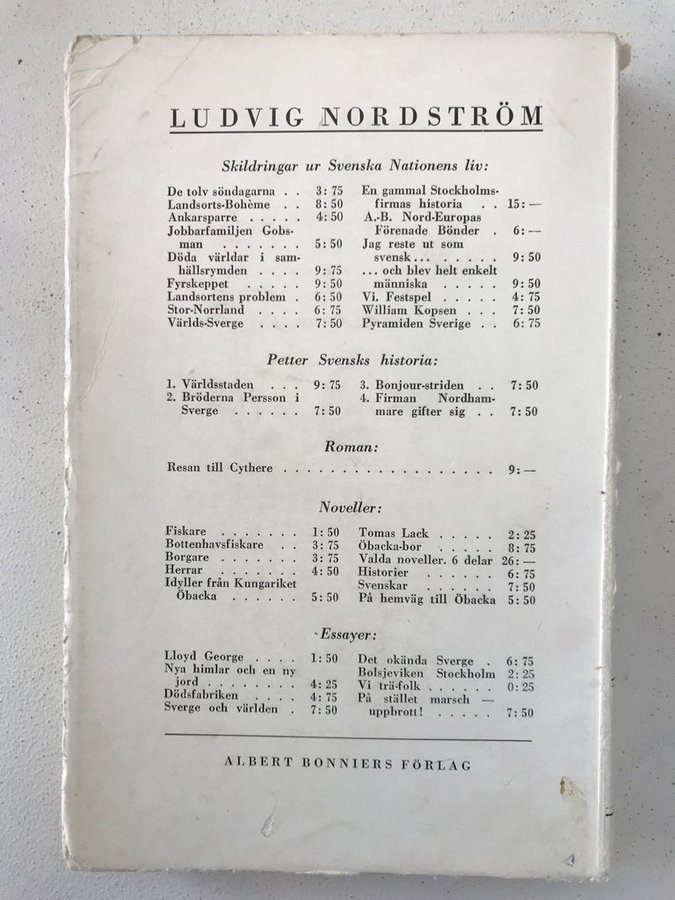 LUDVIG NORDSTRÖM
Skildringar ur Svenska Nationens liv:
De tolv söndagarna . . 3: 75
Landsorts-Bohème . . 8: 50
Ankarsparre . . . . . 4: 50
Jobbarfamiljen Gobs-
man . . . . . . . 5: 50
Döda världar i sam-
hällsrymden . . . . 9: 75
Fyrskeppet . . . . . 9: 50
Landsortens problem . 6: 50
Stor-Norrland . . . . 6: 75
Världs-Sverge . . . . 7: 50
En gammal Stockholms-
firmas historia . . 15: —
A.-B. Nord-Europas
Förenade Bönder . 6: —
Jag reste ut som
svensk... . . . . . . 9: 50
... och blev helt enkelt
människa . . . . . 9: 50
Vi. Festspel . . . . . 4: 75
William Kopsen . . . 7: 50
Pyramiden Sverige . . 6: 75
Petter Svensks historia:
1. Världsstaden . . . 9: 75
2. Bröderna Persson i
Sverge . . . . . . 7: 50
3. Bonjour-striden . . 7: 50
4. Firman Nordham-
mare gifter sig . . 7: 50
Roman:
Resan till Cythere . . . . . . . . . . . . . . . . . . 9: —
Noveller:
Fiskare . . . . . . . 1: 50
Bottenhavsfiskare . . 3: 75
Borgare . . . . . . . 3: 75
Herrar . . . . . . . 4: 50
Idyller från Kungariket
Öbacka . . . . . . 5: 50
Tomas Lack . . . . . 2: 25
Öbacka-bor . . . . . 8: 75
Valda noveller. 6 delar 26: —
Historier . . . . . . 6: 75
Svenskar . . . . . . 7: 50
På hemväg till Öbacka 5: 50
Essayer:
Lloyd George . . . . 1: 50
Nya himlar och en ny
jord . . . . . . . . 4: 25
Dödsfabriken . . . . 4: 75
Sverge och världen . 7: 50
Det okända Sverge . 6: 75
Bolsjeviken Stockholm 2: 25
Vi trä-folk . . . . . . 0: 25
På stället marsch —
uppbrott! . . . . . 7: 50
ALBERT BONNIERS FÖRLAG